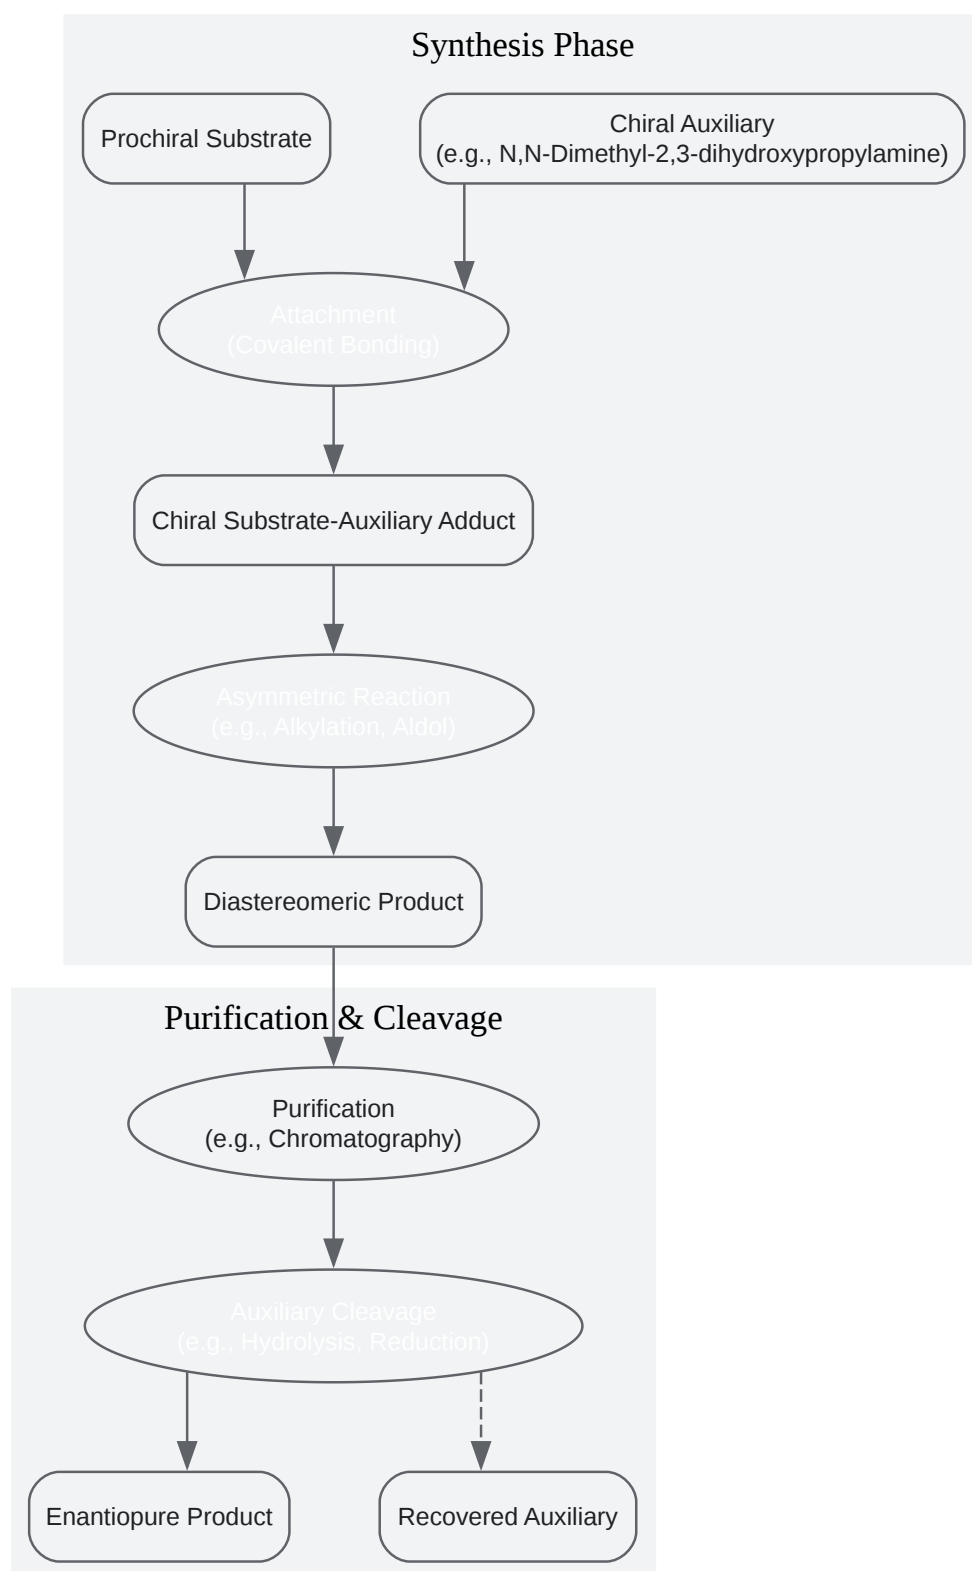 Synthesis Phase
Prochiral Substrate
Chiral Auxiliary
(e.g., N,N-Dimethyl-2,3-dihydroxypropylamine)
Attachment
(Covalent Bonding)
Chiral Substrate-Auxiliary Adduct
Asymmetric Reaction
(e.g., Alkylation, Aldol)
Diastereomeric Product
Purification & Cleavage
Purification
(e.g., Chromatography)
Auxiliary Cleavage
(e.g., Hydrolysis, Reduction)
Enantiopure Product
Recovered Auxiliary